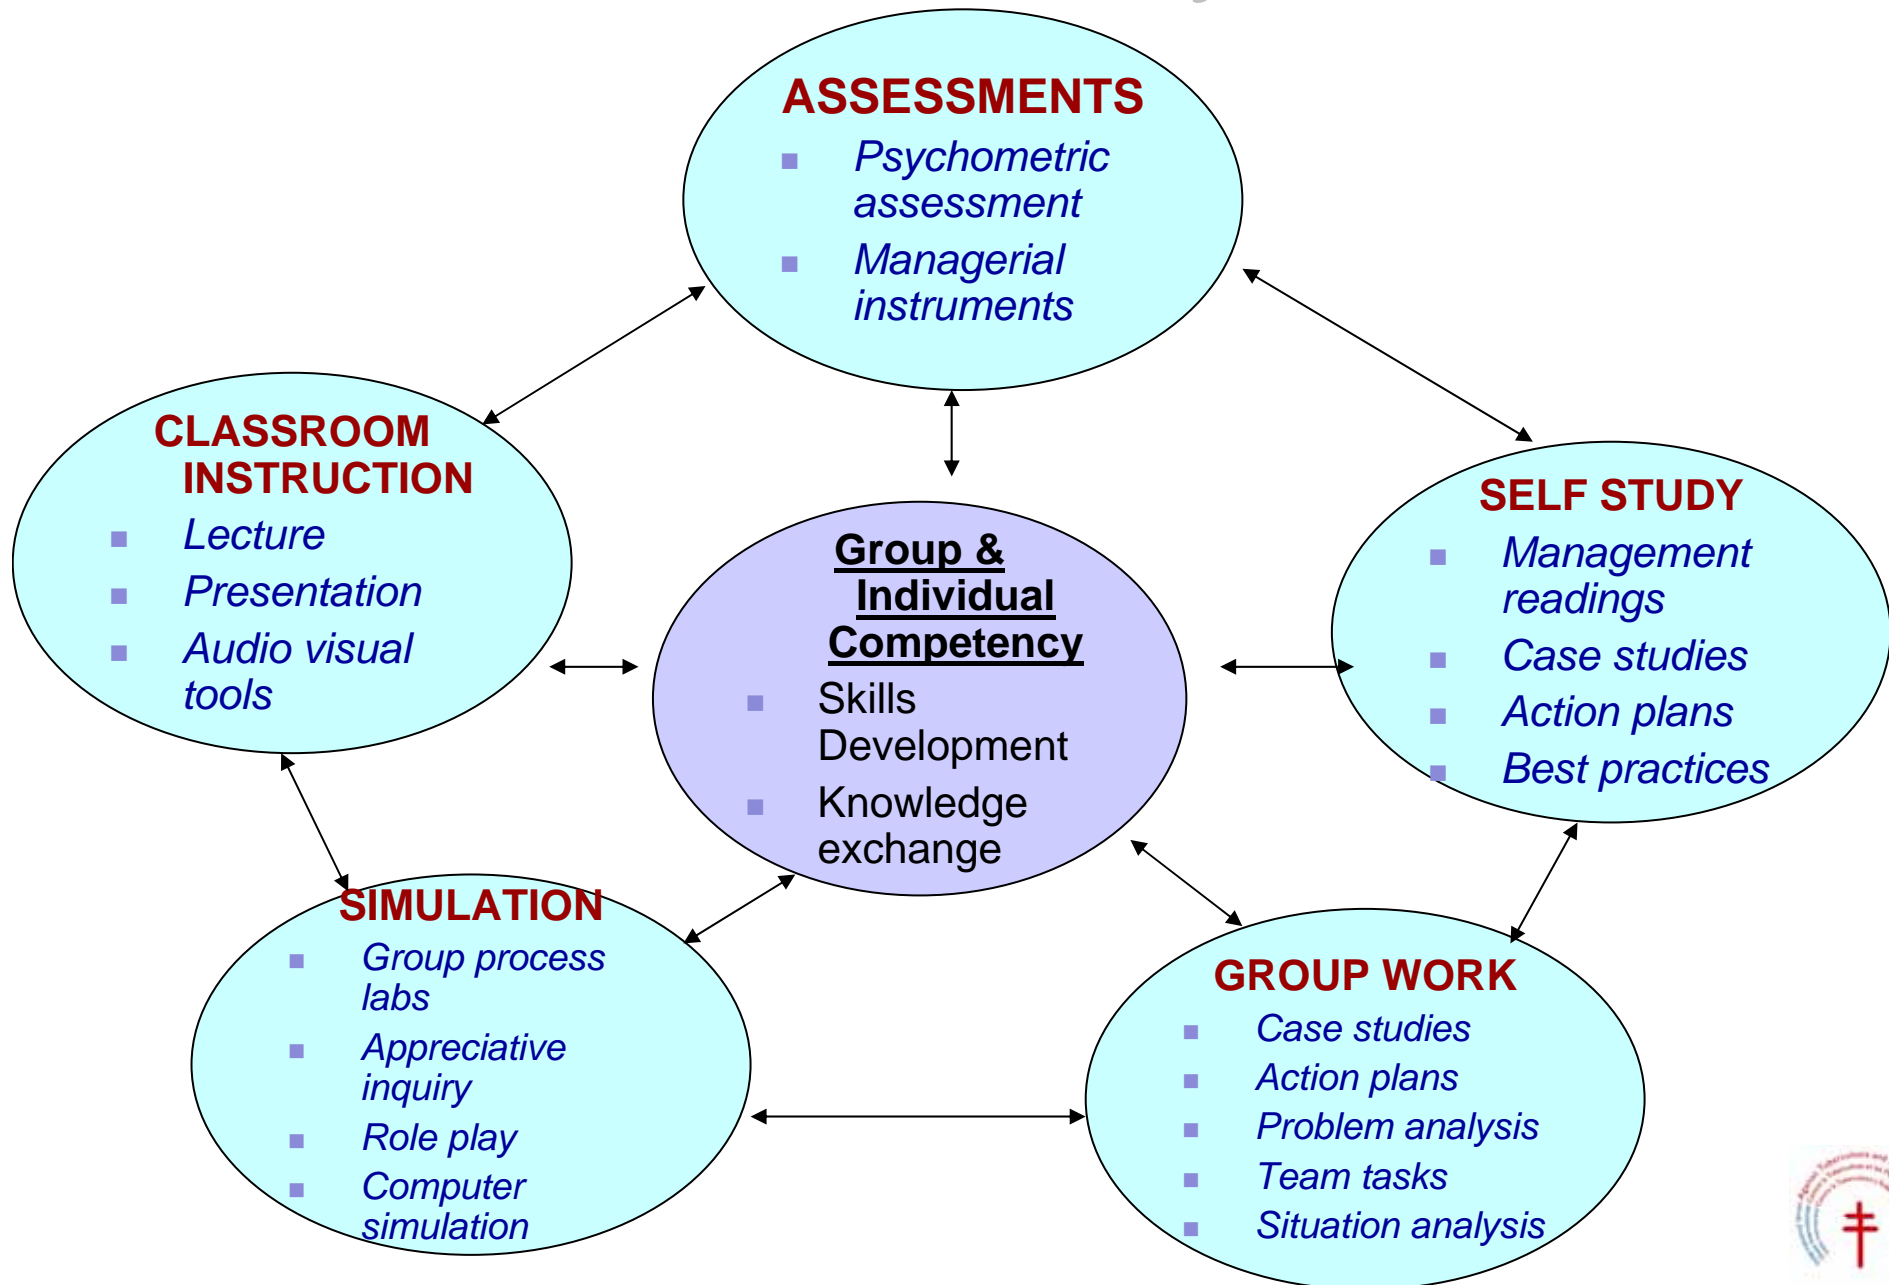 ASSESSMENTS
Psychometric
assessment
Managerial
instruments
CLASSROOM
INSTRUCTION
Lecture
Presentation
Audio visual
tools
Group &
Individual
Competency
Skills
Development
Knowledge
exchange
SELF STUDY
Management
readings
Case studies
Action plans
Best practices
SIMULATION
Group process
labs
Appreciative
inquiry
Role play
Computer
simulation
GROUP WORK
Case studies
Action plans
Problem analysis
Team tasks
Situation analysis